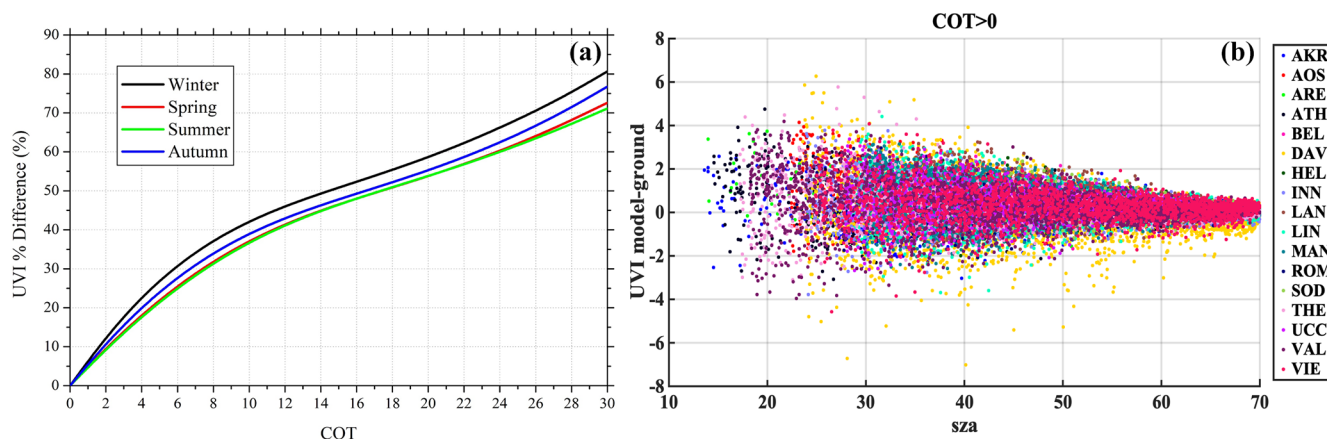 (a)
UVI % Difference (%)
90
80
70
60
50
40
30
20
10
0
Winter
Spring
Summer
Autumn
0 2 4 6 8 10 12 14 16 18 20 22 24 26 28 30
COT
COT>0
(b)
UVI model-ground
8
6
4
2
0
-2
-4
-6
-8
10 20 30 40 50 60 70
sza
AKR
AOS
ARE
ATH
BEL
DAV
HEL
INN
LAN
LIN
MAN
ROM
SOD
THE
UCC
VAL
VIE